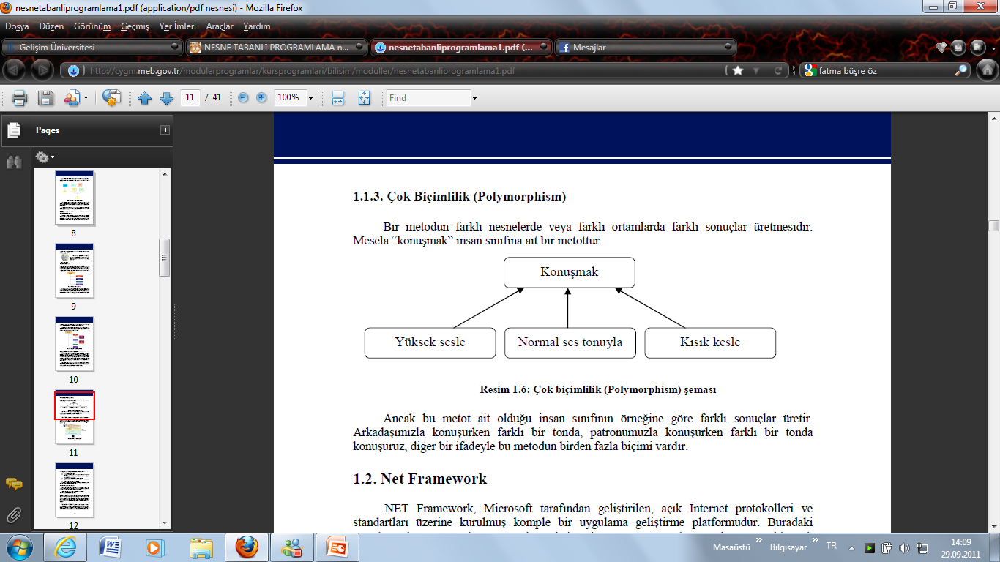 nesnetabanliprogramlama1.pdf (application/pdf nesnesi) - Mozilla Firefox
Dosya Düzen Görünüm Geçmiş Yer İmleri Araçlar Yardım
Gelişim Üniversitesi
NESNE TABANLI PROGRAMLAMA n...
nesnetabanliprogramlama1.pdf (...
Mesajlar
http://cygm.meb.gov.tr/modulerprogramlar/kursprogramlari/bilisim/moduller/nesnetabanliprogramlama1.pdf
fatma büşre öz
11 / 41
100%
Find
Pages
8
9
10
11
12
1.1.3. Çok Biçimlilik (Polymorphism)
Bir metodun farklı nesnelerde veya farklı ortamlarda farklı sonuçlar üretmesidir.
Mesela “konuşmak” insan sınıfına ait bir metottur.
Konuşmak
Yüksek sesle
Normal ses tonuyla
Kısık kesle
Resim 1.6: Çok biçimlilik (Polymorphism) şeması
Ancak bu metot ait olduğu insan sınıfının örneğine göre farklı sonuçlar üretir.
Arkadaşımızla konuşurken farklı bir tonda, patronumuzla konuşurken farklı bir tonda
konuşuruz, diğer bir ifadeyle bu metodun birden fazla biçimi vardır.
1.2. Net Framework
NET Framework, Microsoft tarafından geliştirilen, açık İnternet protokolleri ve
standartları üzerine kurulmuş komple bir uygulama geliştirme platformudur. Buradaki
Masaüstü
Bilgisayar
TR
14:09
29.09.2011